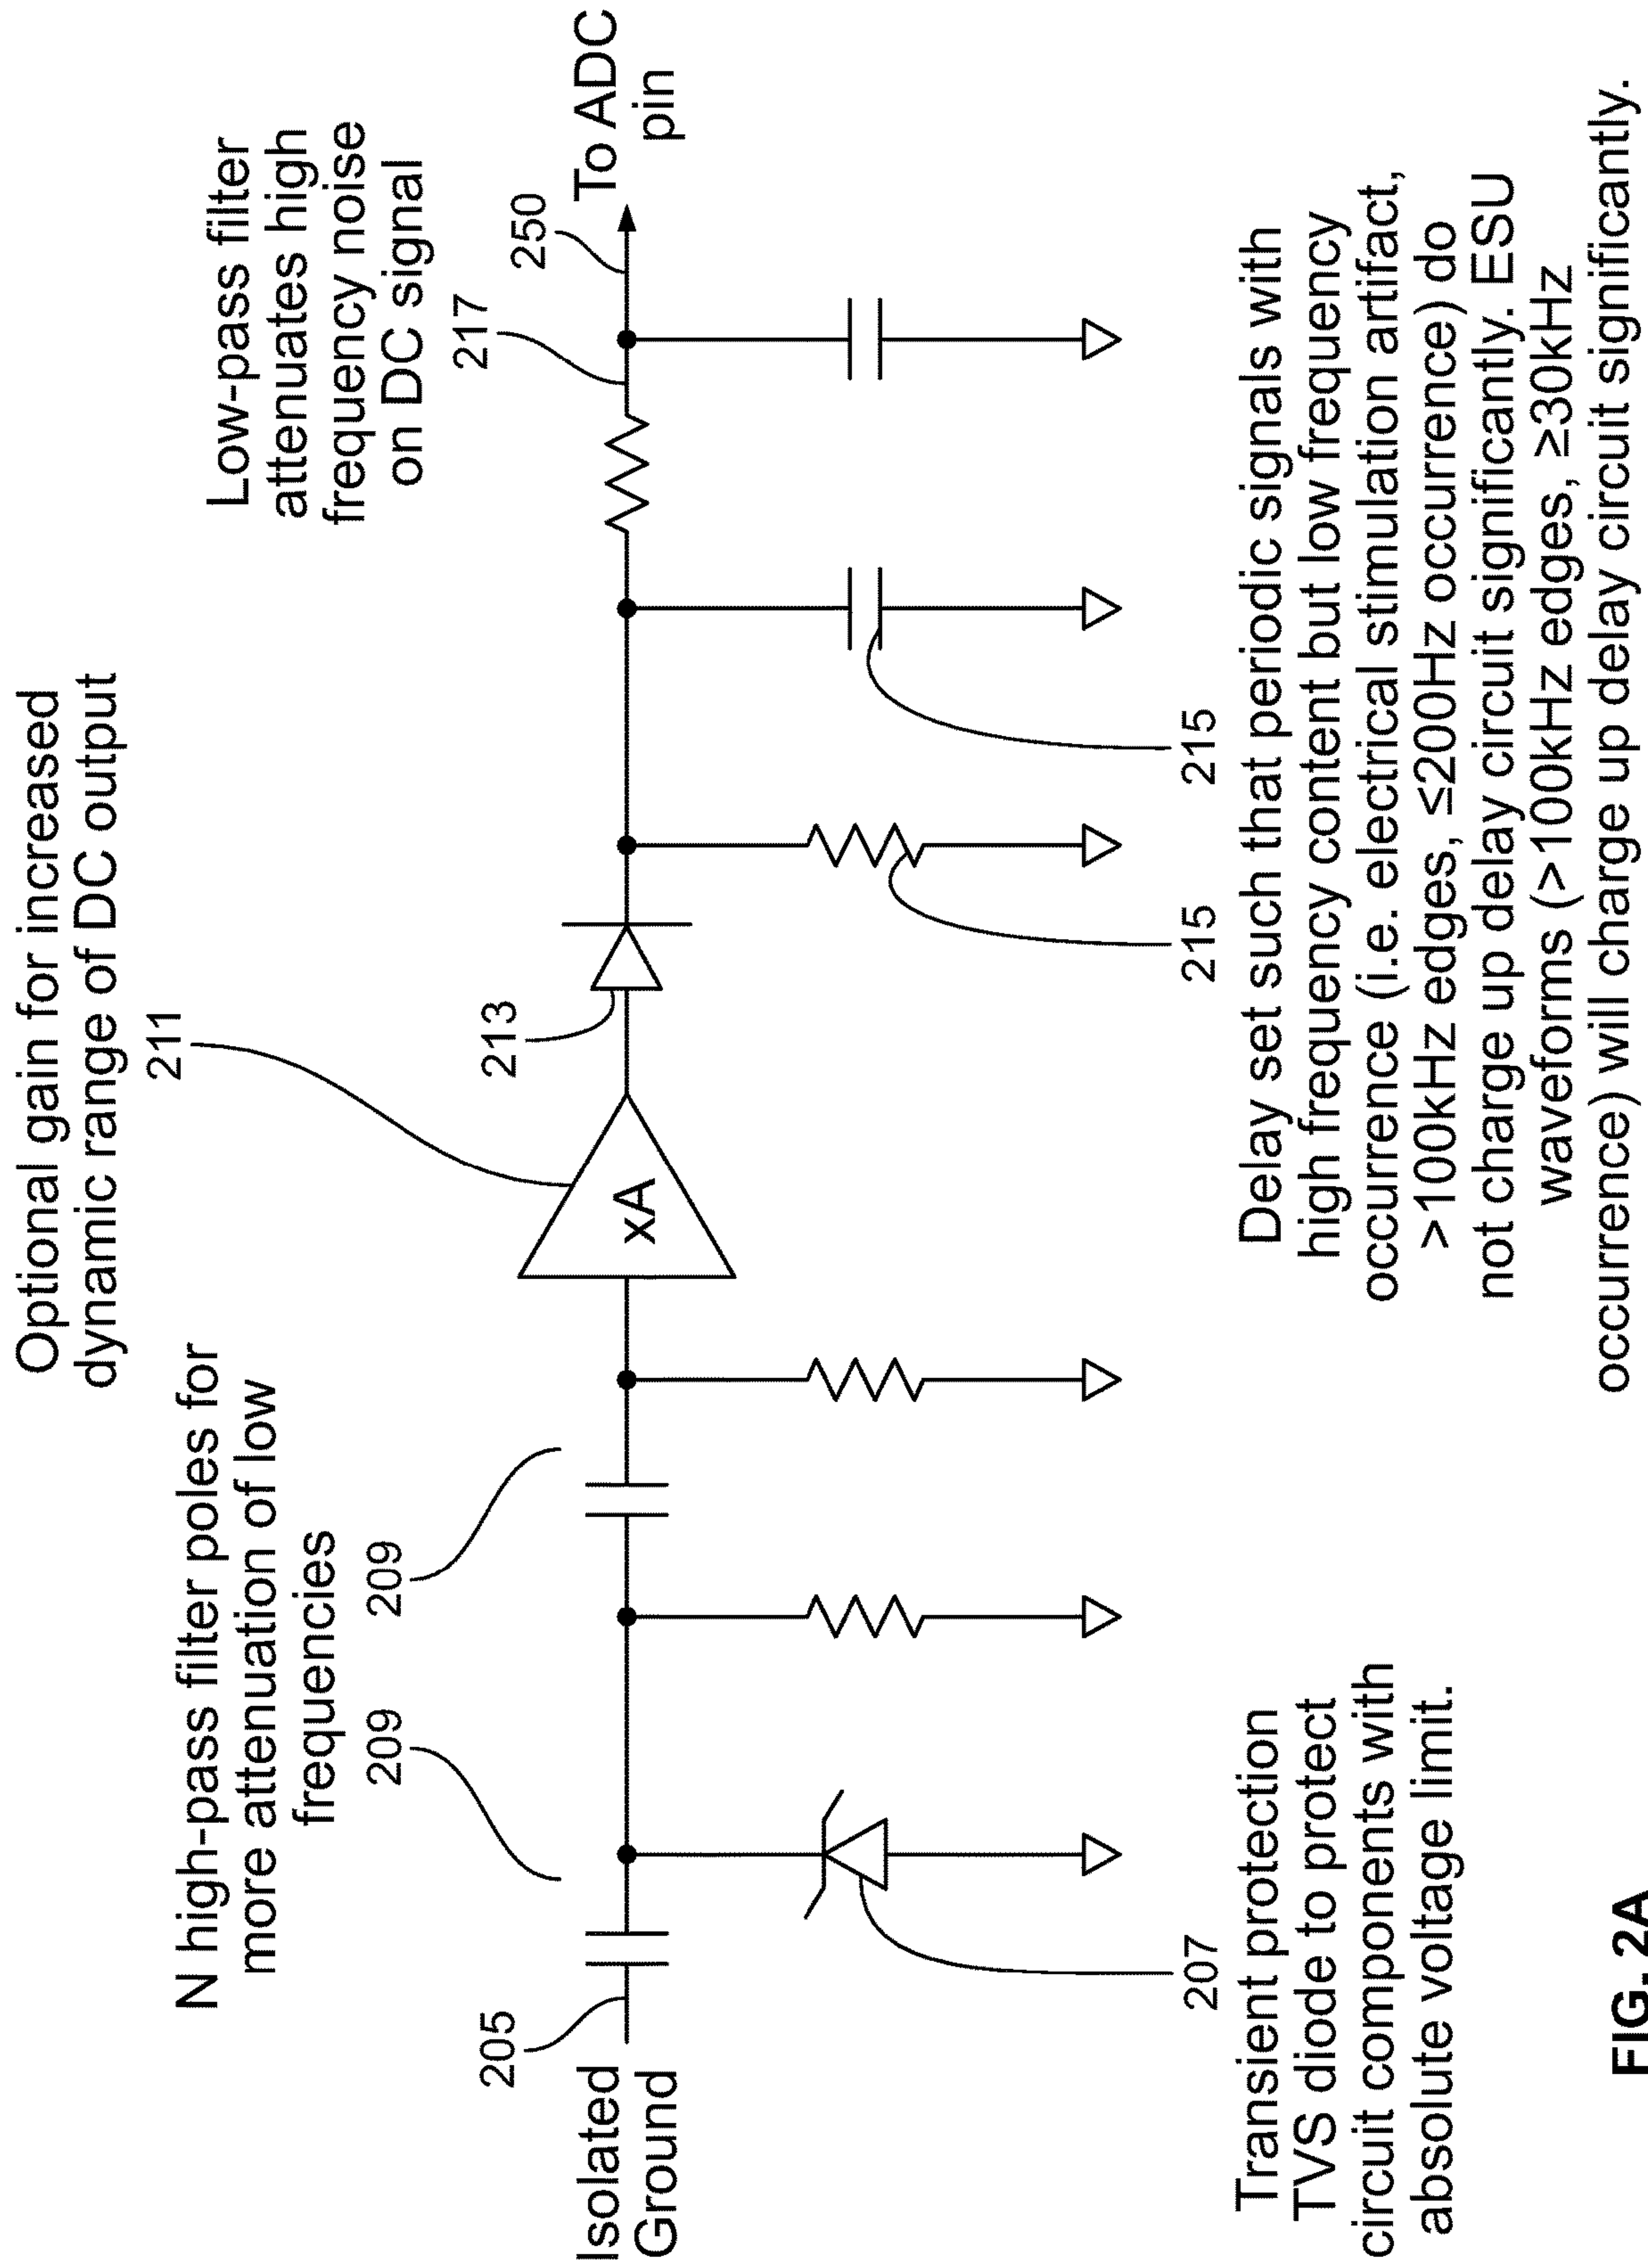 Optional gain for increased
dynamic range of DC output
211
N high-pass filter poles for
more attenuation of low
frequencies
209
209
Low-pass filter
attenuates high
frequency noise
on DC signal
217
250
205
213
Isolated
Ground
xA
To ADC
pin
207
215
215
Transient protection
TVS diode to protect
circuit components with
absolute voltage limit.
Delay set such that periodic signals with
high frequency content but low frequency
occurrence (i.e. electrical stimulation artifact,
>100kHz edges, ≤200Hz occurrence) do
not charge up delay circuit significantly. ESU
waveforms (>100kHz edges, ≥30kHz
occurrence) will charge up delay circuit significantly.
FIG. 2A